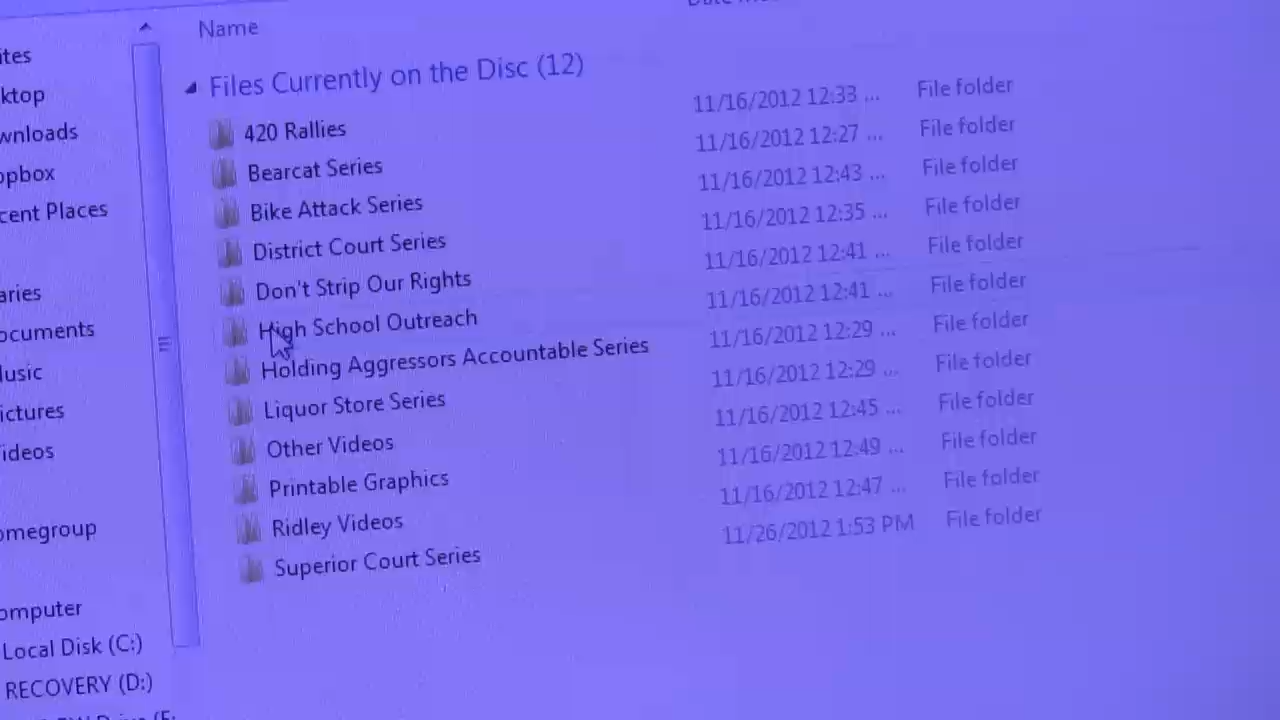 Name
Files Currently on the Disc (12)
420 Rallies 11/16/2012 12:33 ... File folder
Bearcat Series 11/16/2012 12:27 ... File folder
Bike Attack Series 11/16/2012 12:43 ... File folder
District Court Series 11/16/2012 12:35 ... File folder
Don't Strip Our Rights 11/16/2012 12:41 ... File folder
High School Outreach 11/16/2012 12:41 ... File folder
Holding Aggressors Accountable Series 11/16/2012 12:29 ... File folder
Liquor Store Series 11/16/2012 12:29 ... File folder
Other Videos 11/16/2012 12:45 ... File folder
Printable Graphics 11/16/2012 12:49 ... File folder
Ridley Videos 11/16/2012 12:47 ... File folder
Superior Court Series 11/26/2012 1:53 PM File folder
ites
ktop
wnloads
opbox
cent Places
aries
ocuments
usic
ictures
ideos
omegroup
omputer
Local Disk (C:)
RECOVERY (D:)